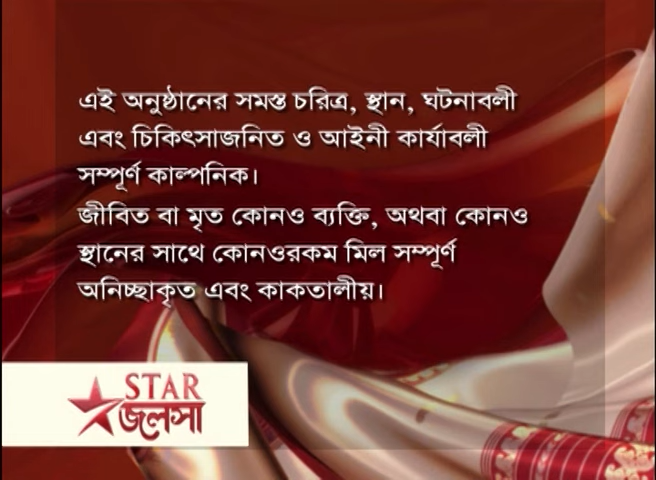 এই অনুষ্ঠানের সমস্ত চরিত্র, স্থান, ঘটনাবলী
এবং চিকিৎসাজনিত ও আইনী কার্যাবলী
সম্পূর্ণ কাল্পনিক।
জীবিত বা মৃত কোনও ব্যক্তি, অথবা কোনও
স্থানের সাথে কোনওরকম মিল সম্পূর্ণ
অনিচ্ছাকৃত এবং কাকতালীয়।
STAR
জলসা